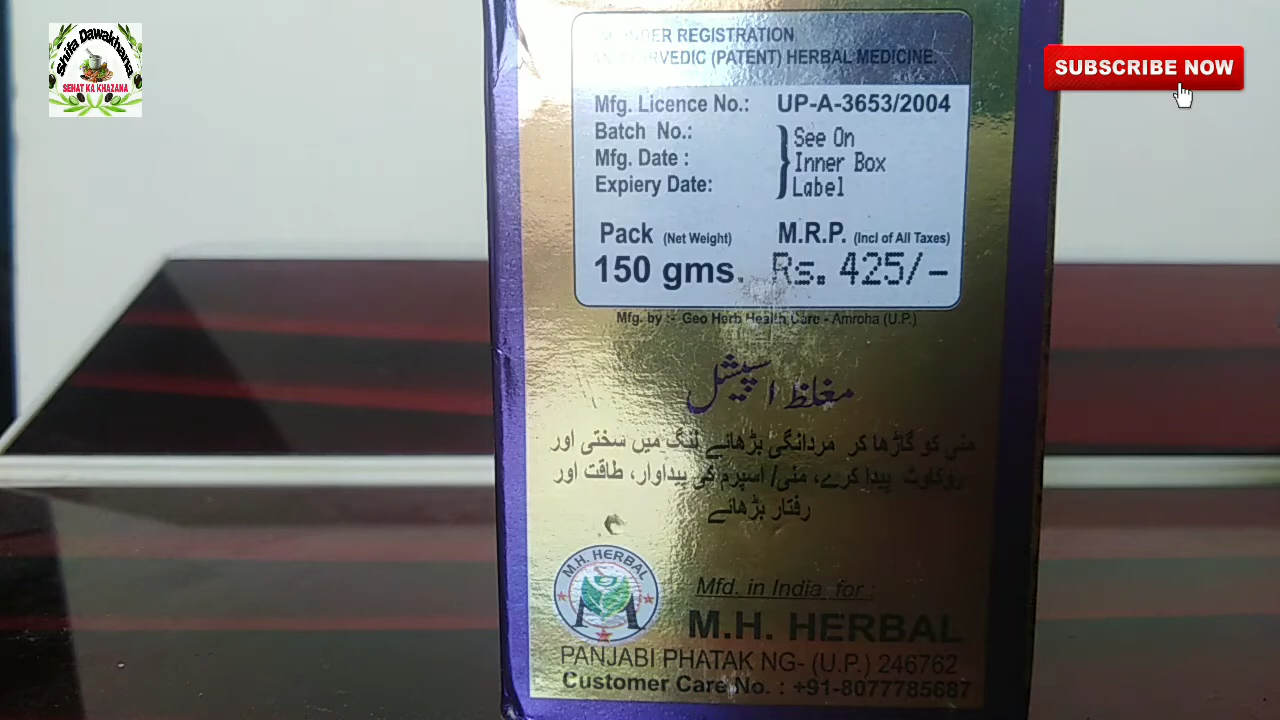 Shifa Dawakhana
SEHAT KA KHAZANA
SUBSCRIBE NOW
UNDER REGISTRATION
AYURVEDIC (PATENT) HERBAL MEDICINE.
Mfg. Licence No.: UP-A-3653/2004
Batch No.: See On
Mfg. Date : Inner Box
Expiery Date: Label
Pack (Net Weight) M.R.P. (Incl of All Taxes)
150 gms. Rs. 425/-
Mfg. by :- Geo Herb Health Care - Amroha (U.P.)
مغلظ اسپیشل
منی کو گاڑھا کر مردانگی بڑھائے لنگ میں سختی اور
روکاوٹ پیدا کرے، منی/ اسپرم کی پیداوار، طاقت اور
رفتار بڑھائے
M.H. HERBAL
Mfd. in India for :
M.H. HERBAL
PANJABI PHATAK NG- (U.P.) 246762
Customer Care No. : +91-8077785687